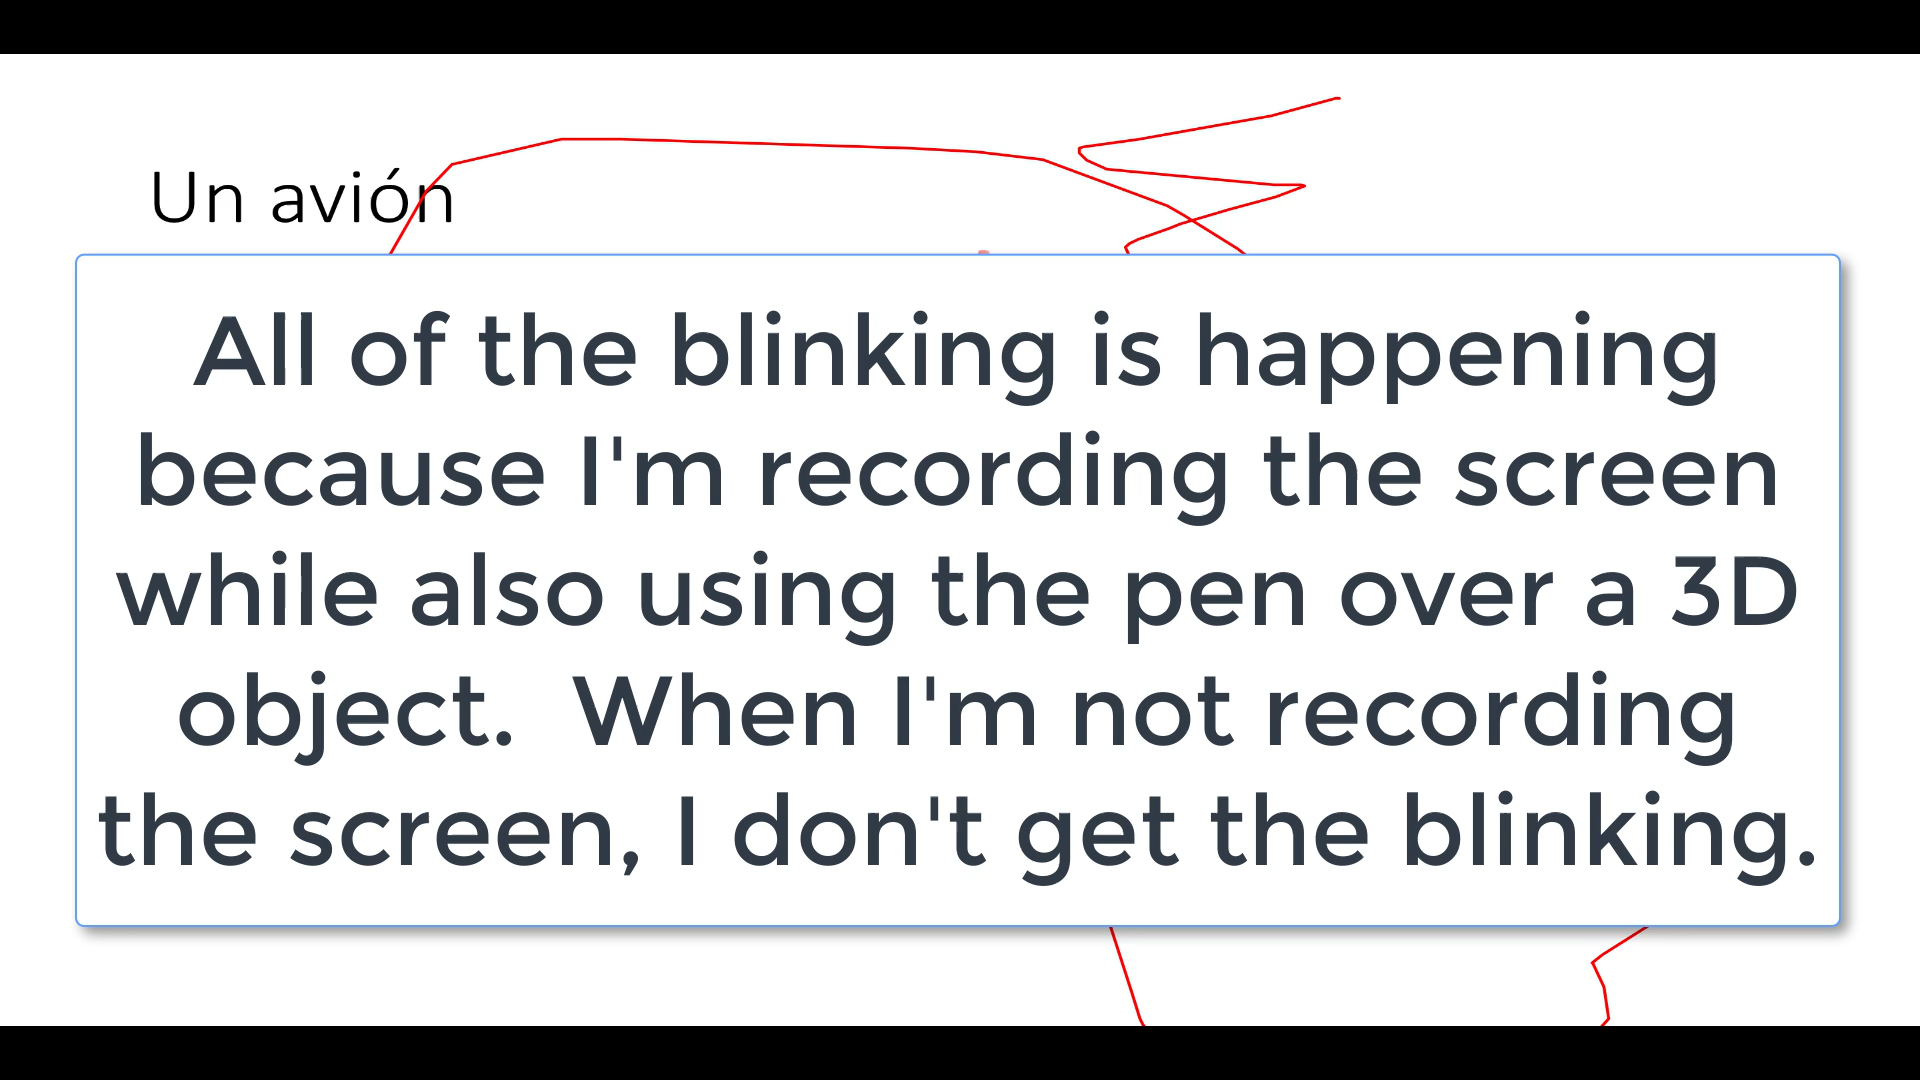 Un avión
All of the blinking is happening
because I'm recording the screen
while also using the pen over a 3D
object.  When I'm not recording
the screen, I don't get the blinking.